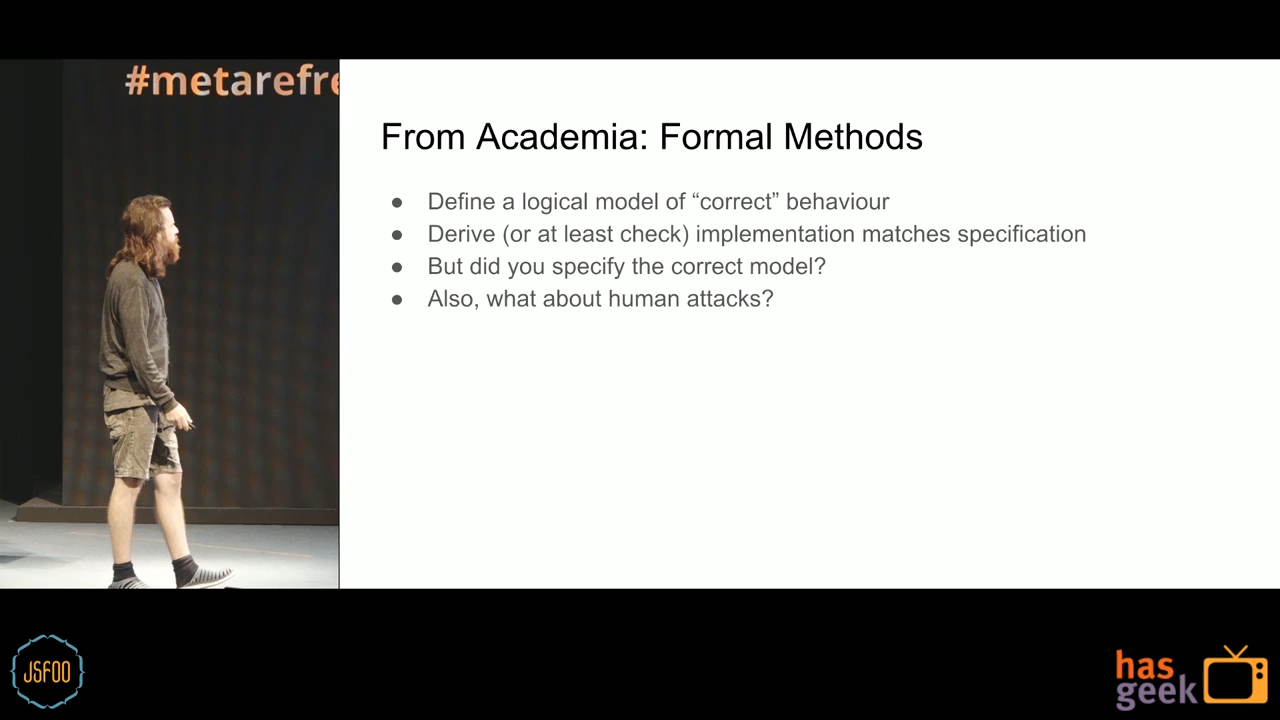 #metarefre
From Academia: Formal Methods
● Define a logical model of “correct” behaviour
● Derive (or at least check) implementation matches specification
● But did you specify the correct model?
● Also, what about human attacks?
JSFOO
has
geek